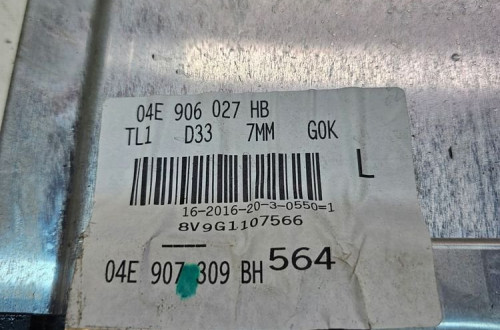 04E 906 027 HB
TL1 D33 7MM G0K
L
16-2016-20-3-0550=1
8V9G1107566
04E 907 309 BH 564